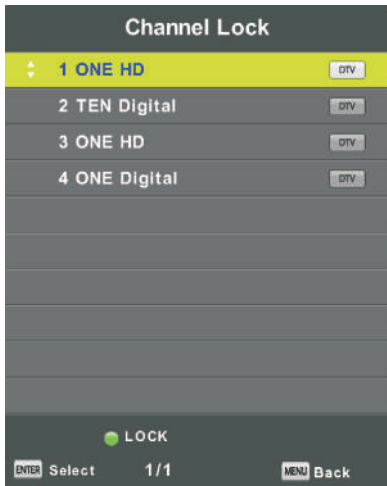 Channel Lock
1 ONE HD DTV
2 TEN Digital DTV
3 ONE HD DTV
4 ONE Digital DTV
LOCK
ENTER Select 1/1 MENU Back